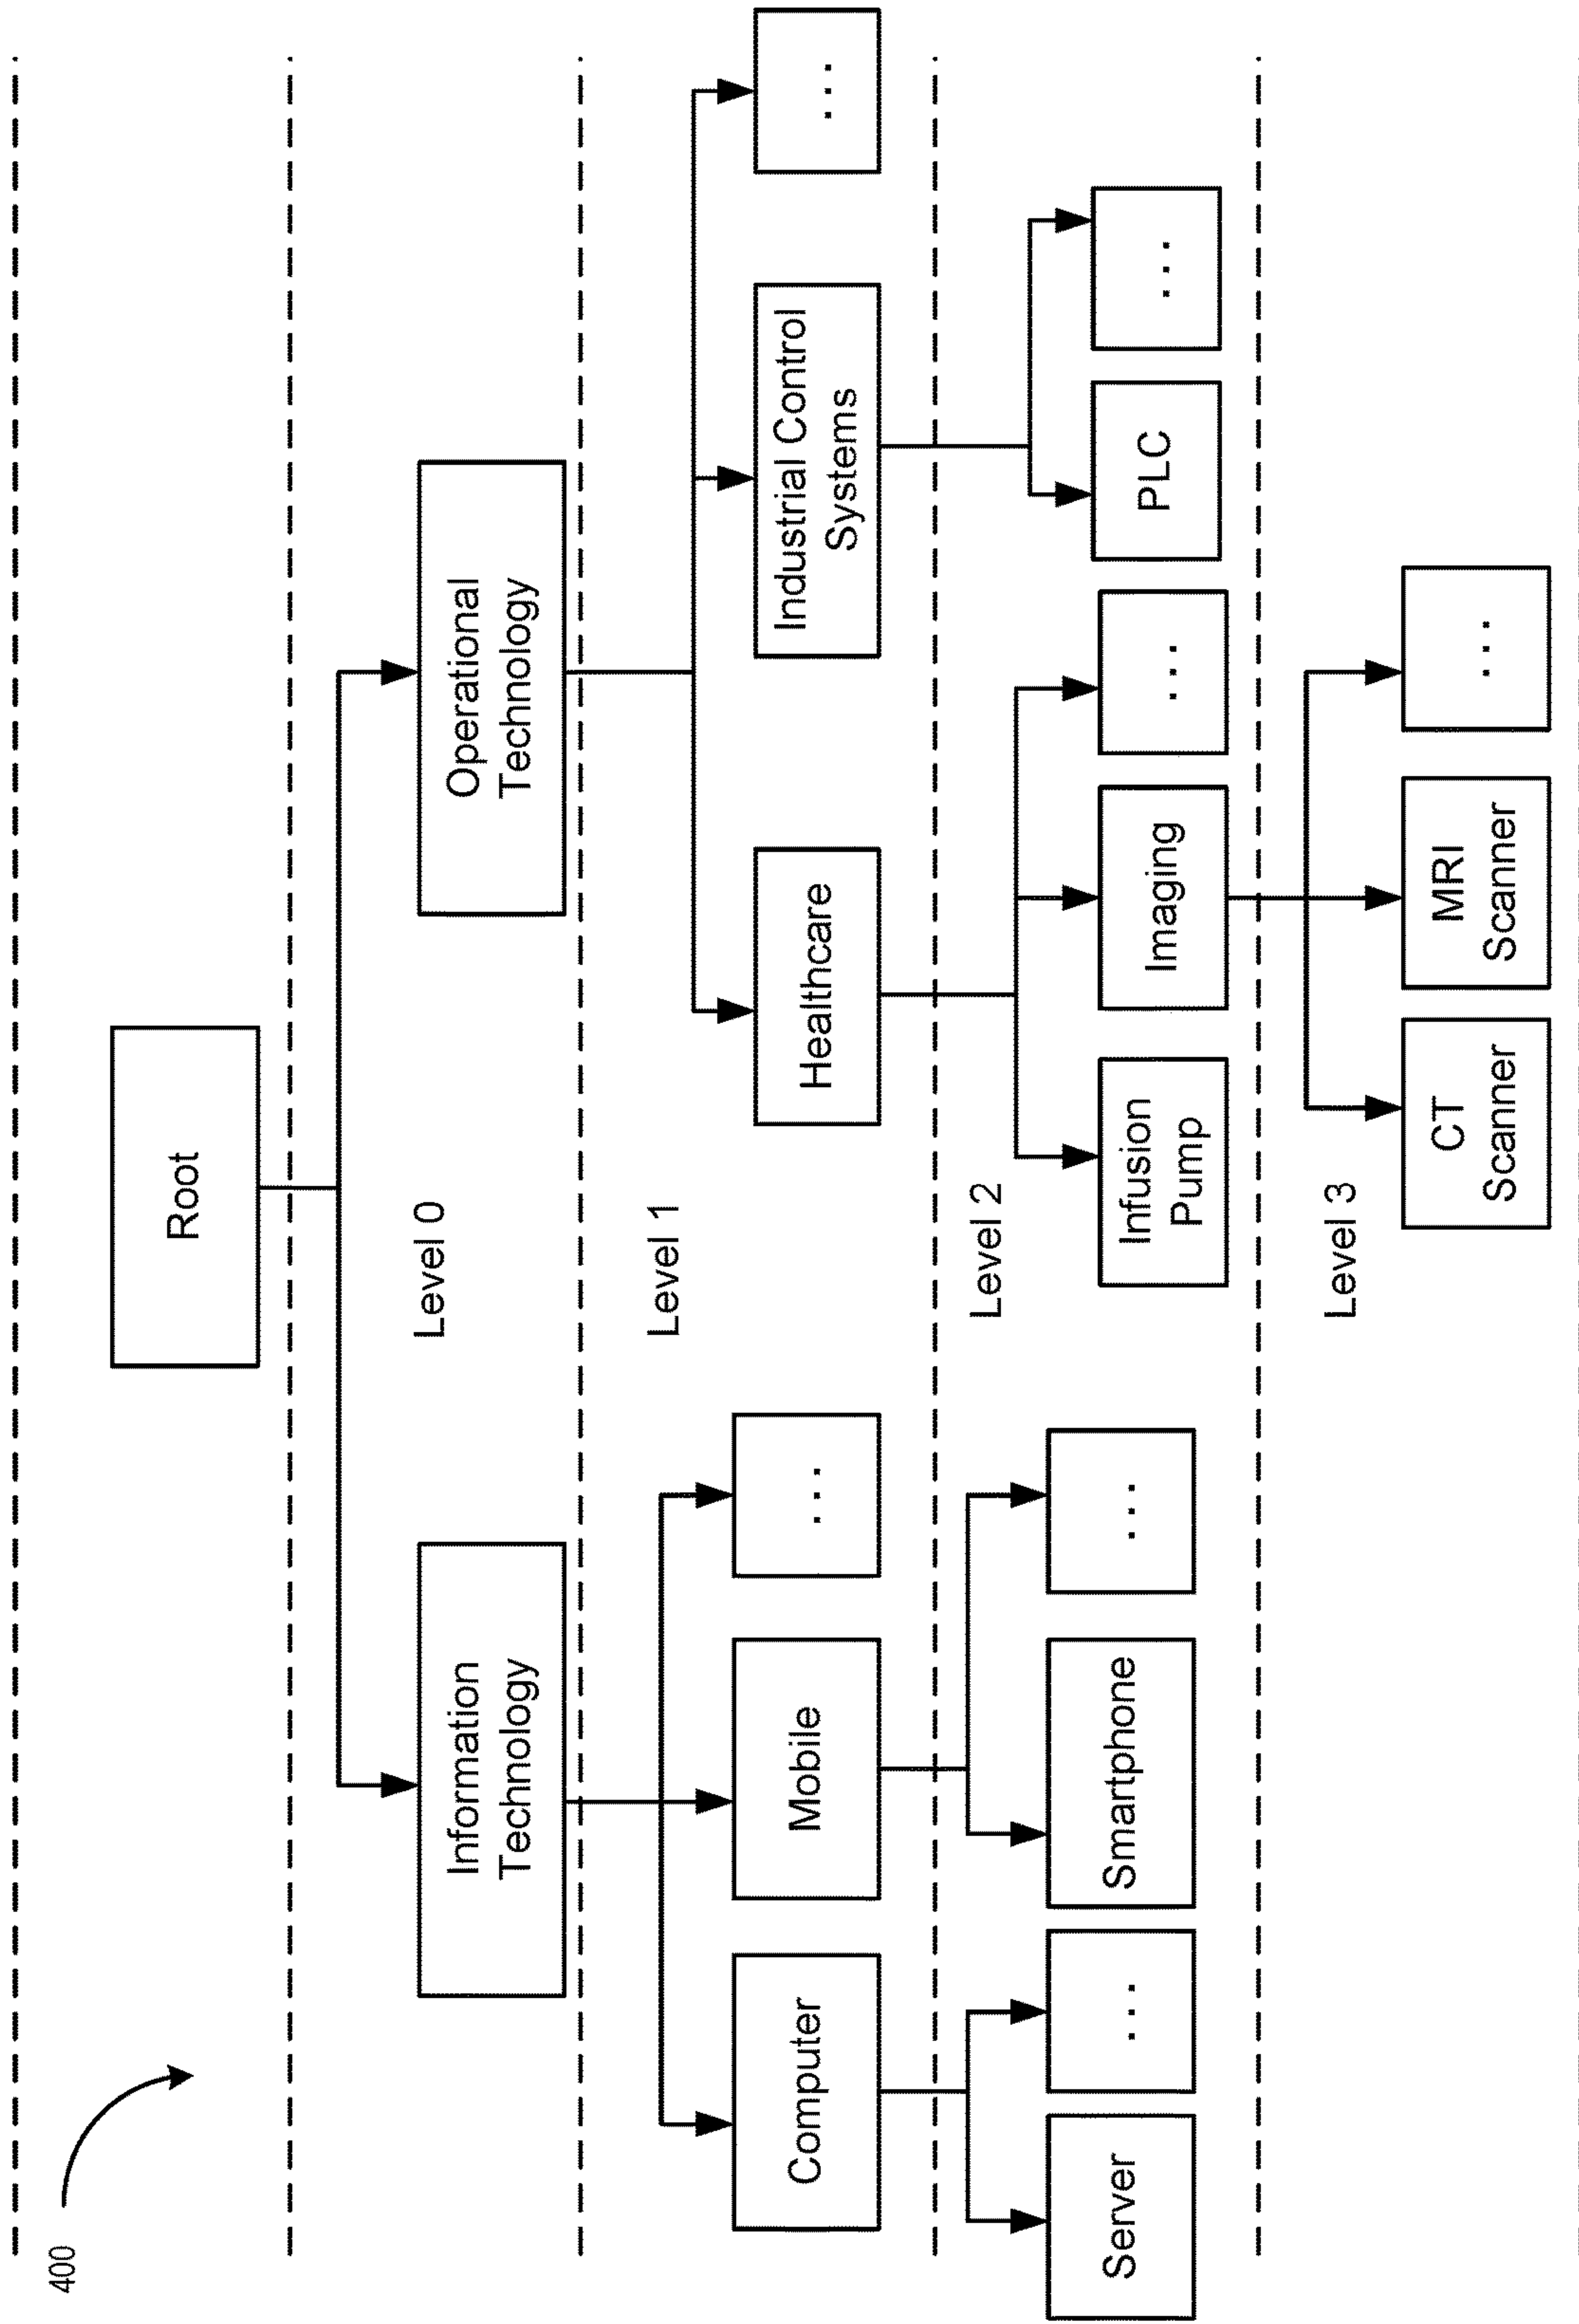 400
Root
Level 0
Information
Technology
Operational
Technology
Level 1
Computer
Mobile
...
Healthcare
Industrial Control
Systems
...
Level 2
Server
...
Smartphone
...
Infusion
Pump
Imaging
...
PLC
...
Level 3
CT
Scanner
MRI
Scanner
...